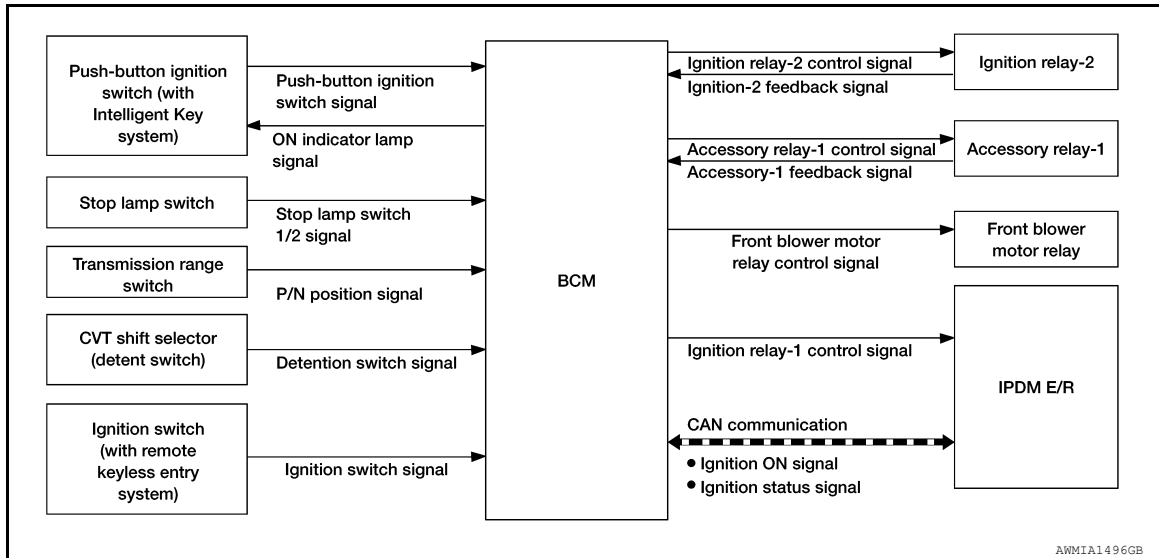 Push-button ignition
switch (with
Intelligent Key
system)
Push-button ignition
switch signal
ON indicator lamp
signal
Stop lamp switch
Stop lamp switch
1/2 signal
Transmission range
switch
P/N position signal
CVT shift selector
(detent switch)
Detention switch signal
Ignition switch
(with remote
keyless entry
system)
Ignition switch signal
BCM
Ignition relay-2 control signal
Ignition-2 feedback signal
Ignition relay-2
Accessory relay-1 control signal
Accessory-1 feedback signal
Accessory relay-1
Front blower motor
relay control signal
Front blower
motor relay
Ignition relay-1 control signal
IPDM E/R
CAN communication
● Ignition ON signal
● Ignition status signal
AWMIA1496GB